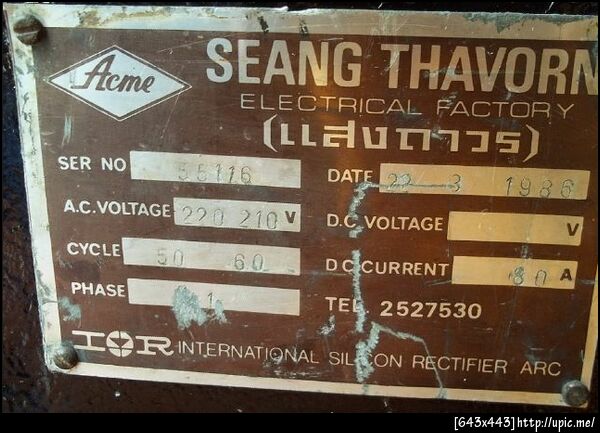 Acme
SEANG THAVORN
ELECTRICAL FACTORY
(แสงถาวร)
SER NO 55116 DATE 22 3 1986
A.C. VOLTAGE 220 210 V D.C. VOLTAGE V
CYCLE 50 60 DC CURRENT 80 A
PHASE 1 TEL. 2527530
IOR INTERNATIONAL SILICON RECTIFIER ARC
[643x443]http://upic.me/